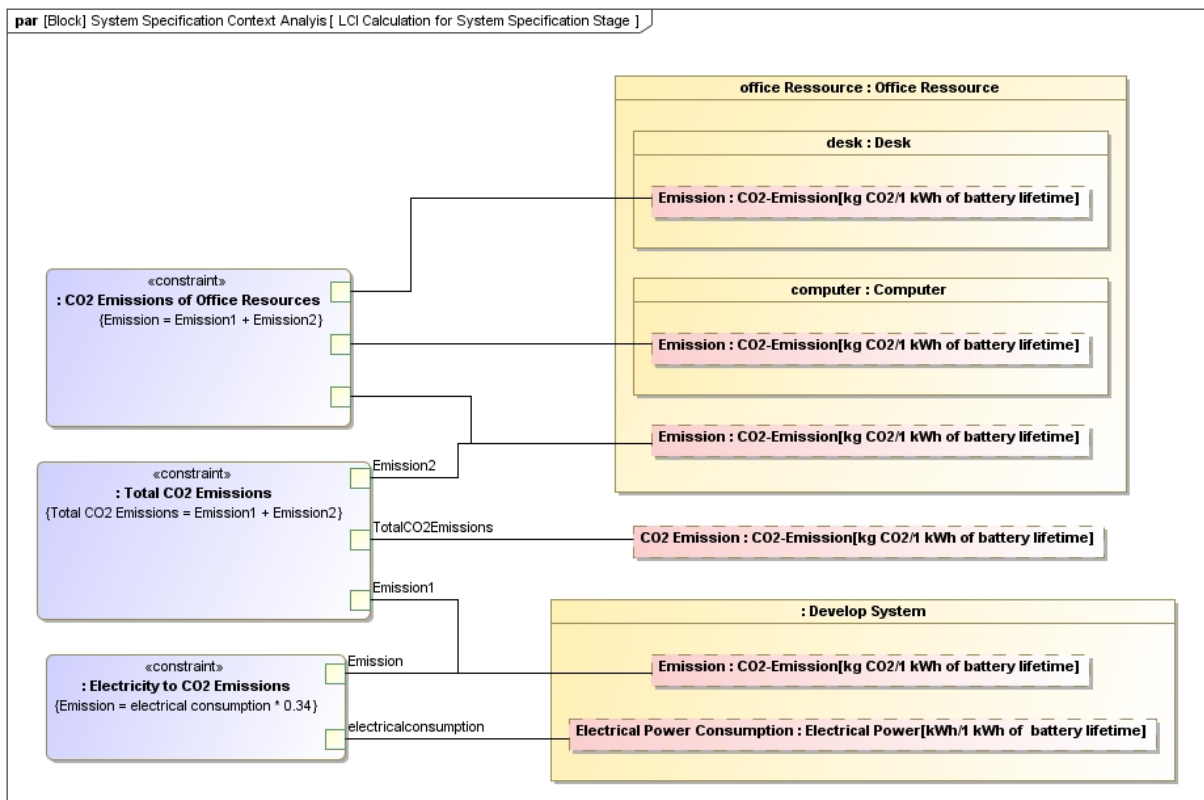 par [Block] System Specification Context Analyis[ LCI Calculation for System Specification Stage ]
office Ressource : Office Ressource
desk : Desk
Emission : CO2-Emission[kg CO2/1 kWh of battery lifetime]
computer : Computer
Emission : CO2-Emission[kg CO2/1 kWh of battery lifetime]
Emission : CO2-Emission[kg CO2/1 kWh of battery lifetime]
«constraint»
: CO2 Emissions of Office Resources
{Emission = Emission1 + Emission2}
«constraint»
: Total CO2 Emissions
{Total CO2 Emissions = Emission1 + Emission2}
Emission2
TotalCO2Emissions
Emission1
CO2 Emission : CO2-Emission[kg CO2/1 kWh of battery lifetime]
: Develop System
Emission : CO2-Emission[kg CO2/1 kWh of battery lifetime]
Electrical Power Consumption : Electrical Power[kWh/1 kWh of  battery lifetime]
«constraint»
: Electricity to CO2 Emissions
{Emission = electrical consumption * 0.34}
Emission
electricalconsumption